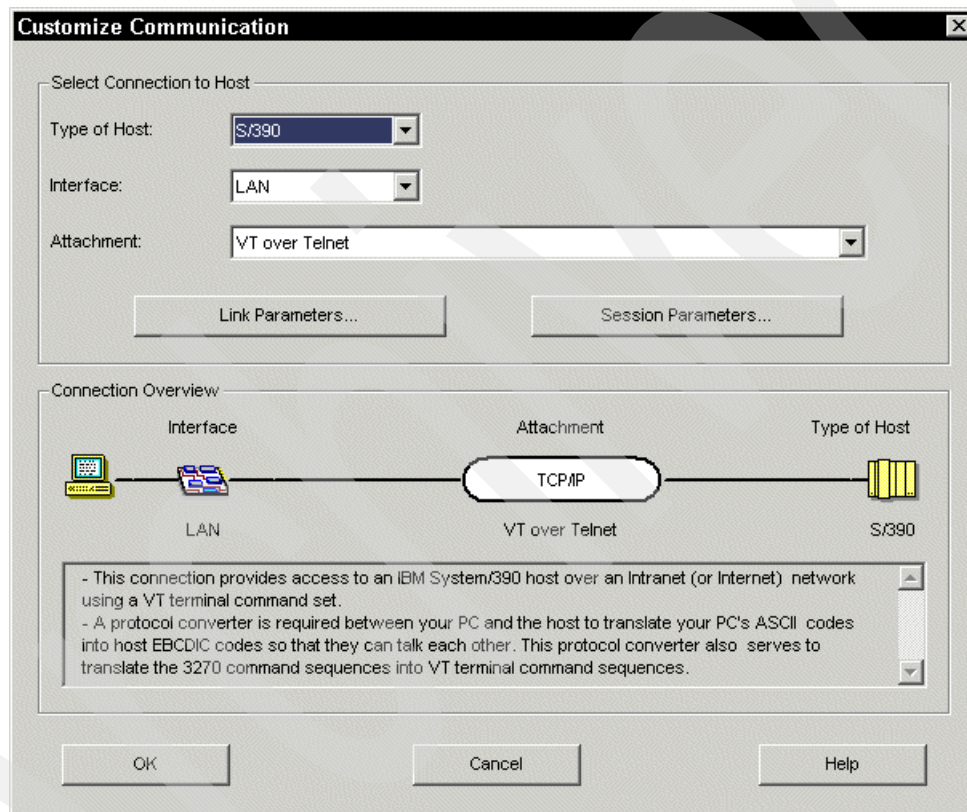 Customize Communication
Select Connection to Host
Type of Host:
S/390
Interface:
LAN
Attachment:
VT over Telnet
Link Parameters...
Session Parameters...
Connection Overview
Interface
Attachment
Type of Host
TCP/IP
LAN
VT over Telnet
S/390
- This connection provides access to an IBM System/390 host over an Intranet (or Internet) network
using a VT terminal command set.
- A protocol converter is required between your PC and the host to translate your PC's ASCII codes
into host EBCDIC codes so that they can talk each other. This protocol converter also serves to
translate the 3270 command sequences into VT terminal command sequences.
OK
Cancel
Help